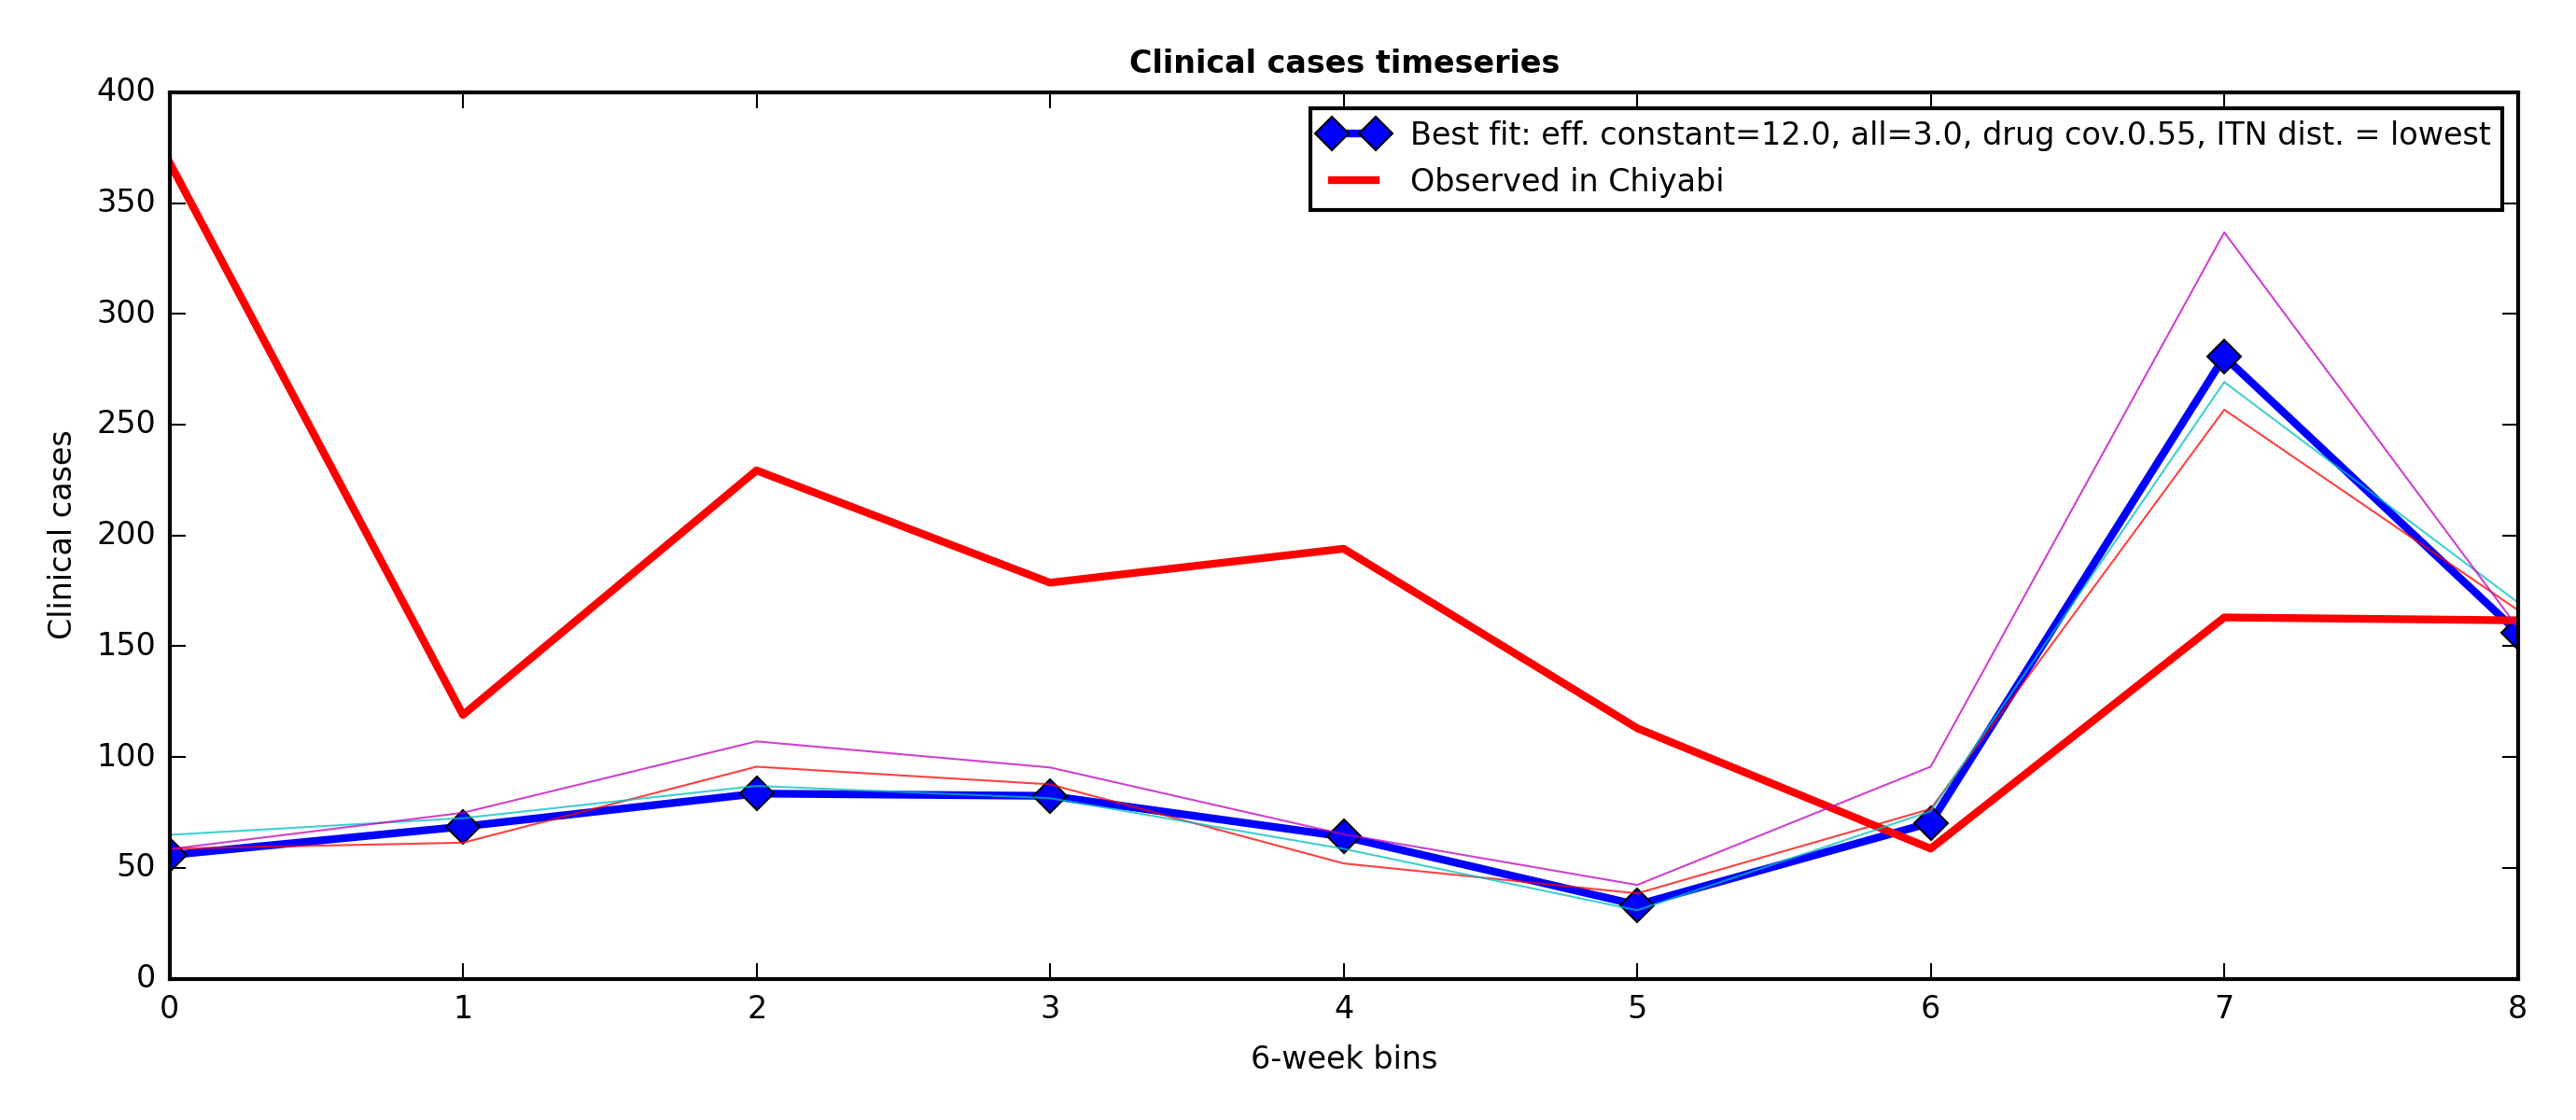 Clinical cases timeseries
400
350
300
250
200
150
100
50
0
Clinical cases
Best fit: eff. constant=12.0, all=3.0, drug cov.0.55, ITN dist. = lowest
Observed in Chiyabi
0 1 2 3 4 5 6 7 8
6-week bins